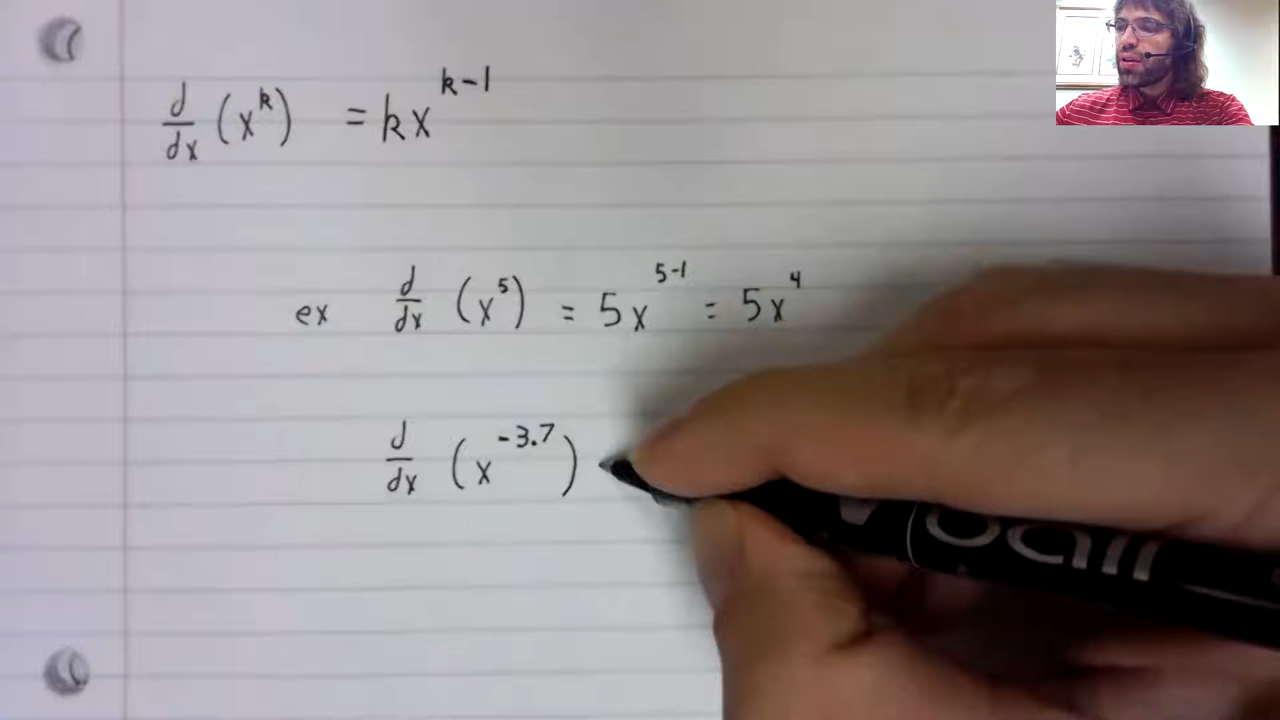 d/dx (x^k) = kx^{k-1}
ex d/dx (x^5) = 5x^{5-1} = 5x^4
d/dx (x^{-3.7})